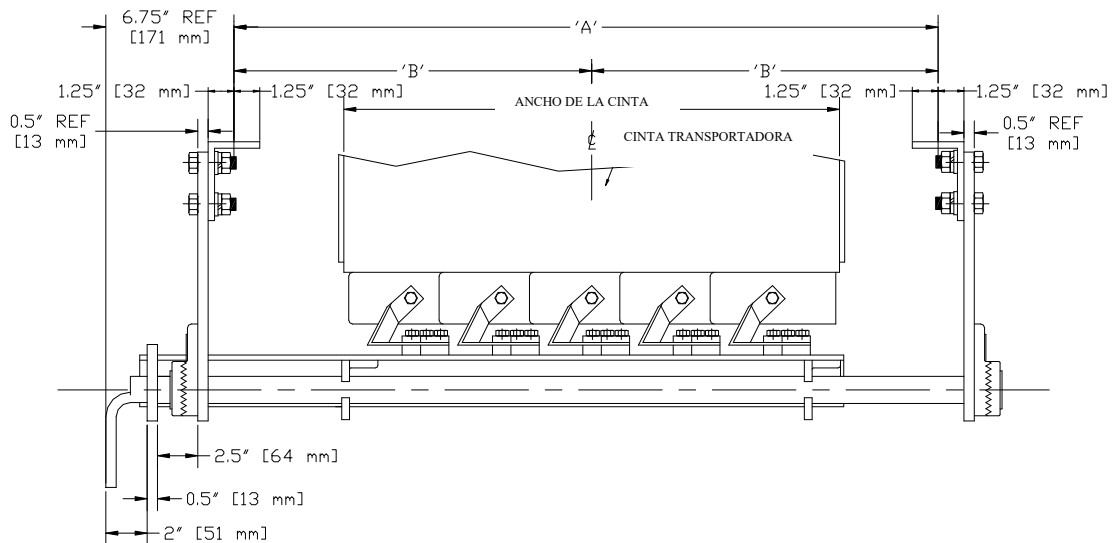 6.75" REF
[171 mm]
'A'
'B'
'B'
1.25" [32 mm]
1.25" [32 mm]
ANCHO DE LA CINTA
1.25" [32 mm]
1.25" [32 mm]
0.5" REF
[13 mm]
℄
CINTA TRANSPORTADORA
0.5" REF
[13 mm]
2.5" [64 mm]
0.5" [13 mm]
2" [51 mm]